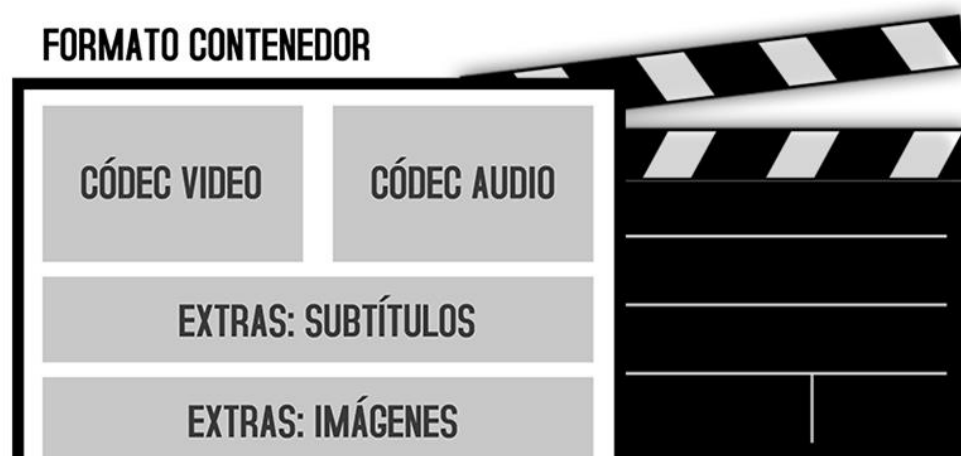 FORMATO CONTENEDOR
CÓDEC VIDEO
CÓDEC AUDIO
EXTRAS: SUBTÍTULOS
EXTRAS: IMÁGENES